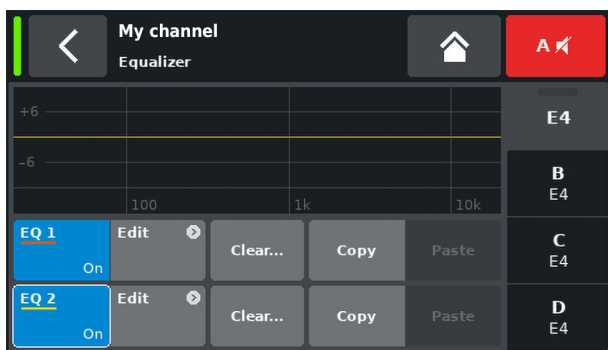 My channel
Equalizer
A
E4
+6
-6
100 1k 10k
B
E4
C
E4
D
E4
EQ 1 On Edit Clear... Copy Paste
EQ 2 On Edit Clear... Copy Paste